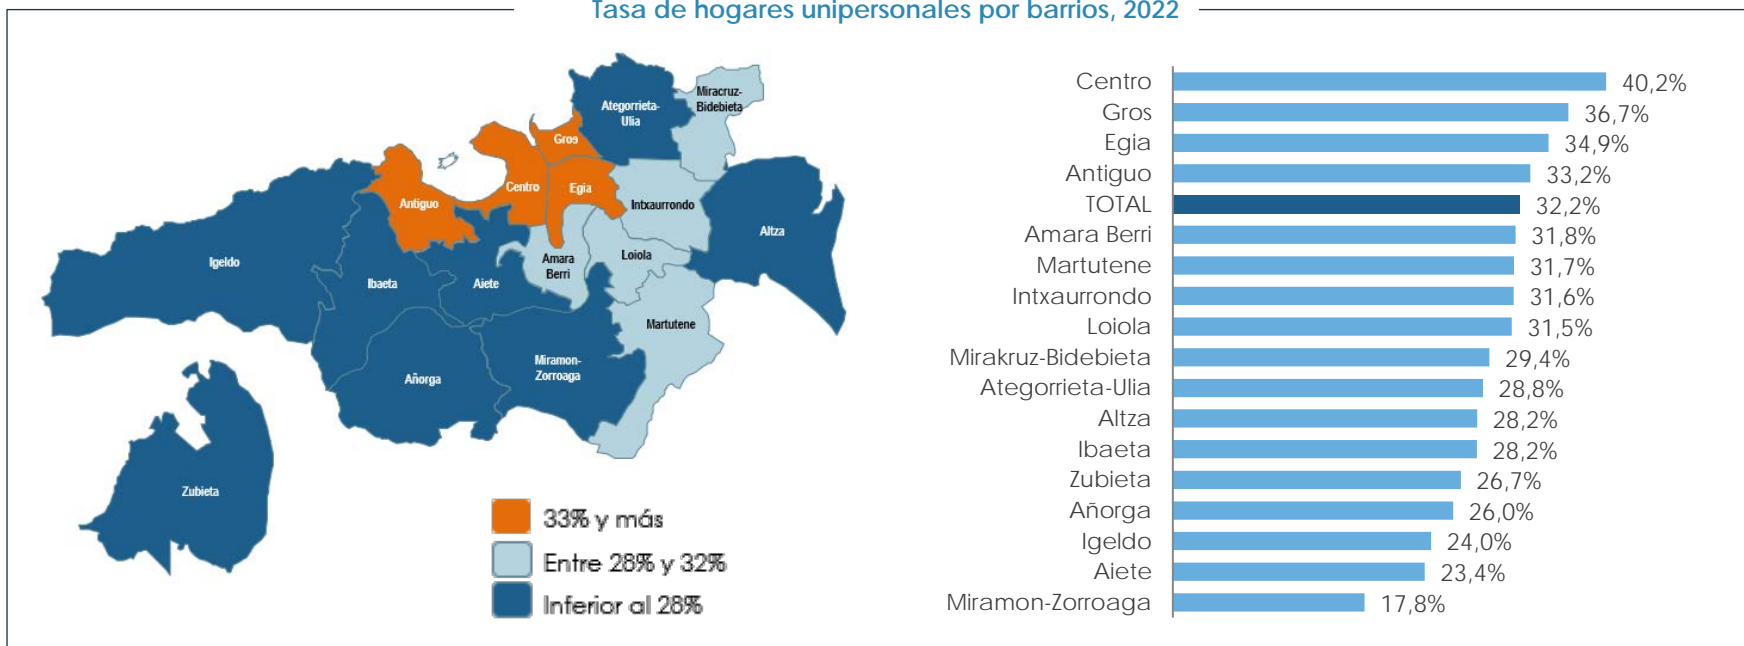 Tasa de hogares unipersonales por barrios, 2022
Ategorrieta-
Ulia
Miracruz-
Bidebieta
Gros
Centro
Egia
Antiguo
Intxaurrondo
Altza
Igeldo
Ibaeta
Aiete
Amara
Berri
Loiola
Martutene
Miramon-
Zorroaga
Añorga
Zubieta
33% y más
Entre 28% y 32%
Inferior al 28%
Centro 40,2%
Gros 36,7%
Egia 34,9%
Antiguo 33,2%
TOTAL 32,2%
Amara Berri 31,8%
Martutene 31,7%
Intxaurrondo 31,6%
Loiola 31,5%
Mirakruz-Bidebieta 29,4%
Ategorrieta-Ulia 28,8%
Altza 28,2%
Ibaeta 28,2%
Zubieta 26,7%
Añorga 26,0%
Igeldo 24,0%
Aiete 23,4%
Miramon-Zorroaga 17,8%